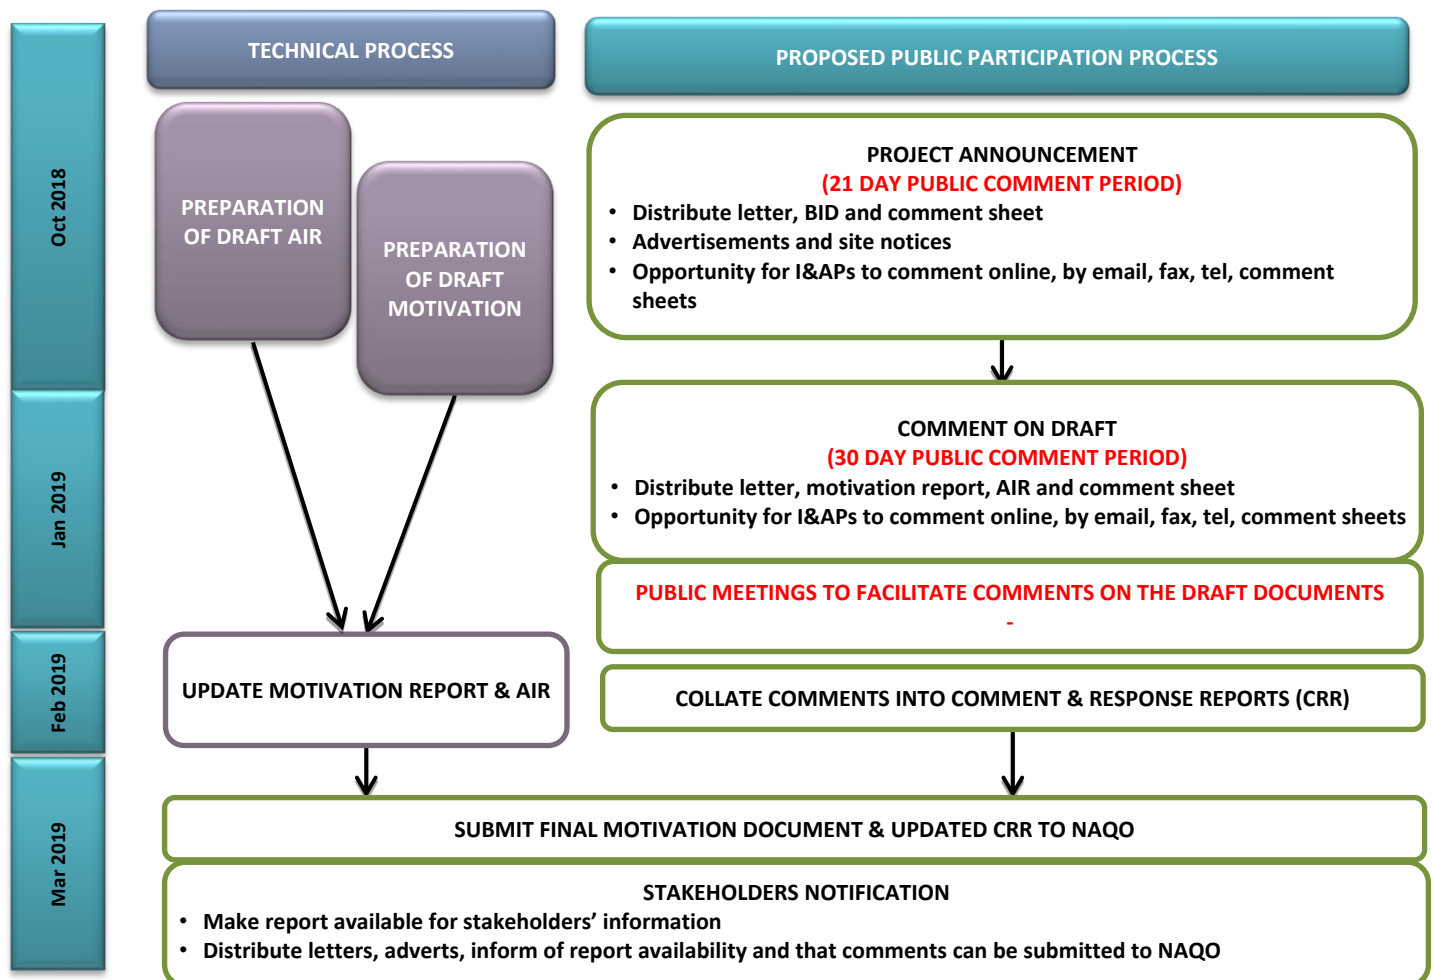 TECHNICAL PROCESS
PROPOSED PUBLIC PARTICIPATION PROCESS
Oct 2018
PREPARATION
OF DRAFT AIR
PREPARATION
OF DRAFT
MOTIVATION
PROJECT ANNOUNCEMENT
(21 DAY PUBLIC COMMENT PERIOD)
• Distribute letter, BID and comment sheet
• Advertisements and site notices
• Opportunity for I&APs to comment online, by email, fax, tel, comment
sheets
Jan 2019
COMMENT ON DRAFT
(30 DAY PUBLIC COMMENT PERIOD)
• Distribute letter, motivation report, AIR and comment sheet
• Opportunity for I&APs to comment online, by email, fax, tel, comment sheets
PUBLIC MEETINGS TO FACILITATE COMMENTS ON THE DRAFT DOCUMENTS
-
Feb 2019
UPDATE MOTIVATION REPORT & AIR
COLLATE COMMENTS INTO COMMENT & RESPONSE REPORTS (CRR)
Mar 2019
SUBMIT FINAL MOTIVATION DOCUMENT & UPDATED CRR TO NAQO
STAKEHOLDERS NOTIFICATION
• Make report available for stakeholders’ information
• Distribute letters, adverts, inform of report availability and that comments can be submitted to NAQO